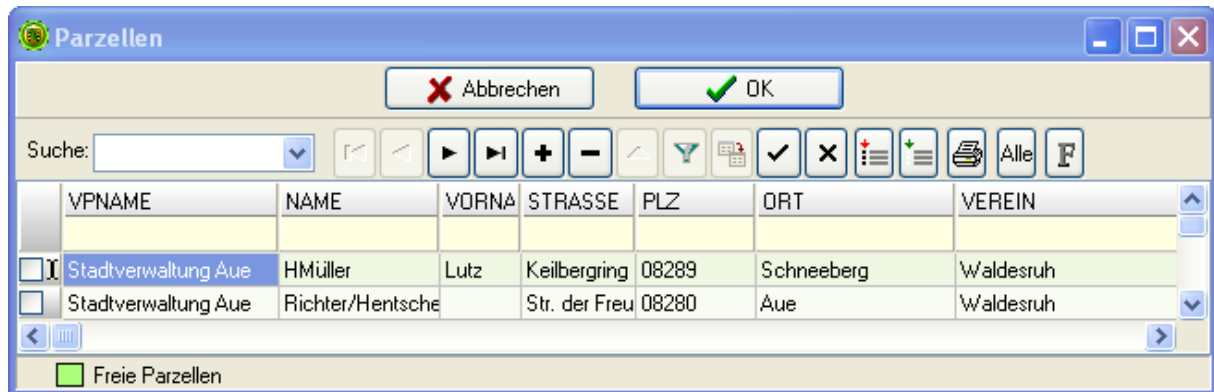 Parzellen
Abbrechen OK
Suche: Alle F
VPNAME NAME VORNA STRASSE PLZ ORT VEREIN
Stadtverwaltung Aue HMüller Lutz Keilbergring 08289 Schneeberg Waldesruh
Stadtverwaltung Aue Richter/Hentsche Str. der Freu 08280 Aue Waldesruh
Freie Parzellen